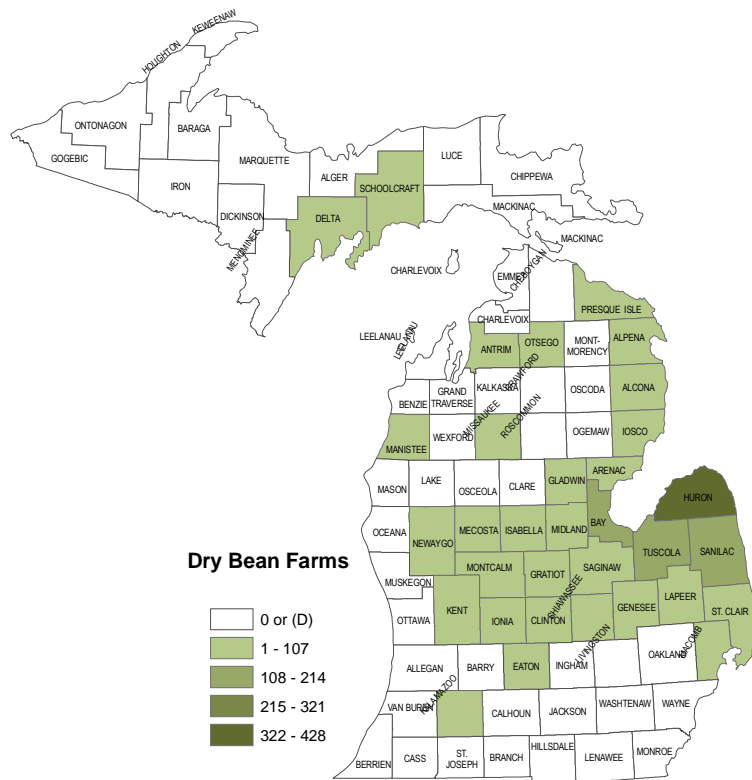 KEWEENAW
HOUGHTON
ONTONAGON
BARAGA
GOGEBIC
MARQUETTE
LUCE
ALGER
CHIPPEWA
SCHOOLCRAFT
IRON
MACKINAC
DICKINSON
DELTA
MENOMINEE
MACKINAC
CHARLEVOIX
EMMET
CHEBOYGAN
PRESQUE ISLE
CHARLEVOIX
LEELANAU
LEELANAU
ANTRIM
OTSEGO
MONT-
MORENCY
ALPENA
BENZIE
GRAND
TRAVERSE
KALKASKA
CRAWFORD
OSCODA
ALCONA
MANISTEE
WEXFORD
MISSAUKEE
ROSCOMMON
OGEMAW
IOSCO
MASON
LAKE
OSCEOLA
CLARE
GLADWIN
ARENAC
HURON
OCEANA
NEWAYGO
MECOSTA
ISABELLA
MIDLAND
BAY
TUSCOLA
SANILAC
Dry Bean Farms
MUSKEGON
MONTCALM
GRATIOT
SAGINAW
LAPEER
ST. CLAIR
OTTAWA
KENT
IONIA
CLINTON
SHIAWASSEE
GENESEE
ALLEGAN
BARRY
EATON
INGHAM
LIVINGSTON
OAKLAND
MACOMB
VAN BUREN
KALAMAZOO
CALHOUN
JACKSON
WASHTENAW
WAYNE
BERRIEN
CASS
ST.
JOSEPH
BRANCH
HILLSDALE
LENAWEE
MONROE
0 or (D)
1 - 107
108 - 214
215 - 321
322 - 428